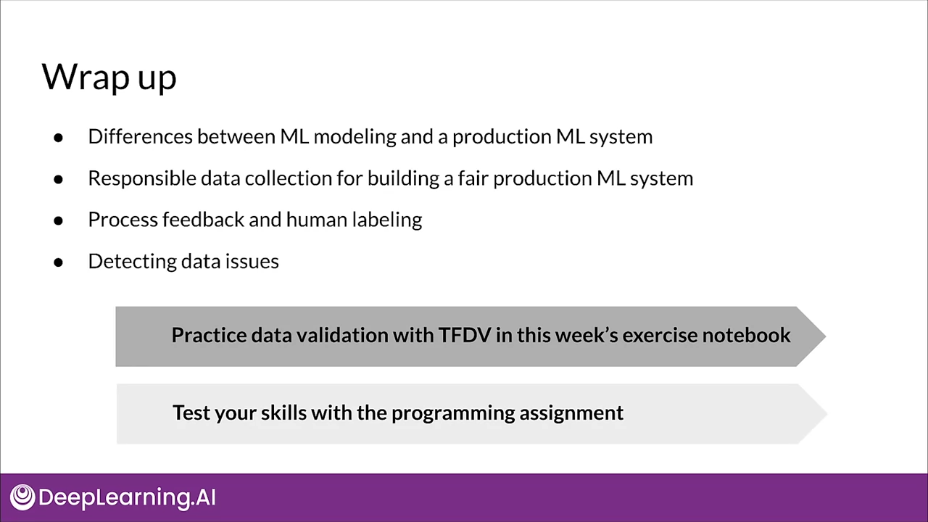 Wrap up
● Differences between ML modeling and a production ML system
● Responsible data collection for building a fair production ML system
● Process feedback and human labeling
● Detecting data issues
Practice data validation with TFDV in this week’s exercise notebook
Test your skills with the programming assignment
DeepLearning.AI